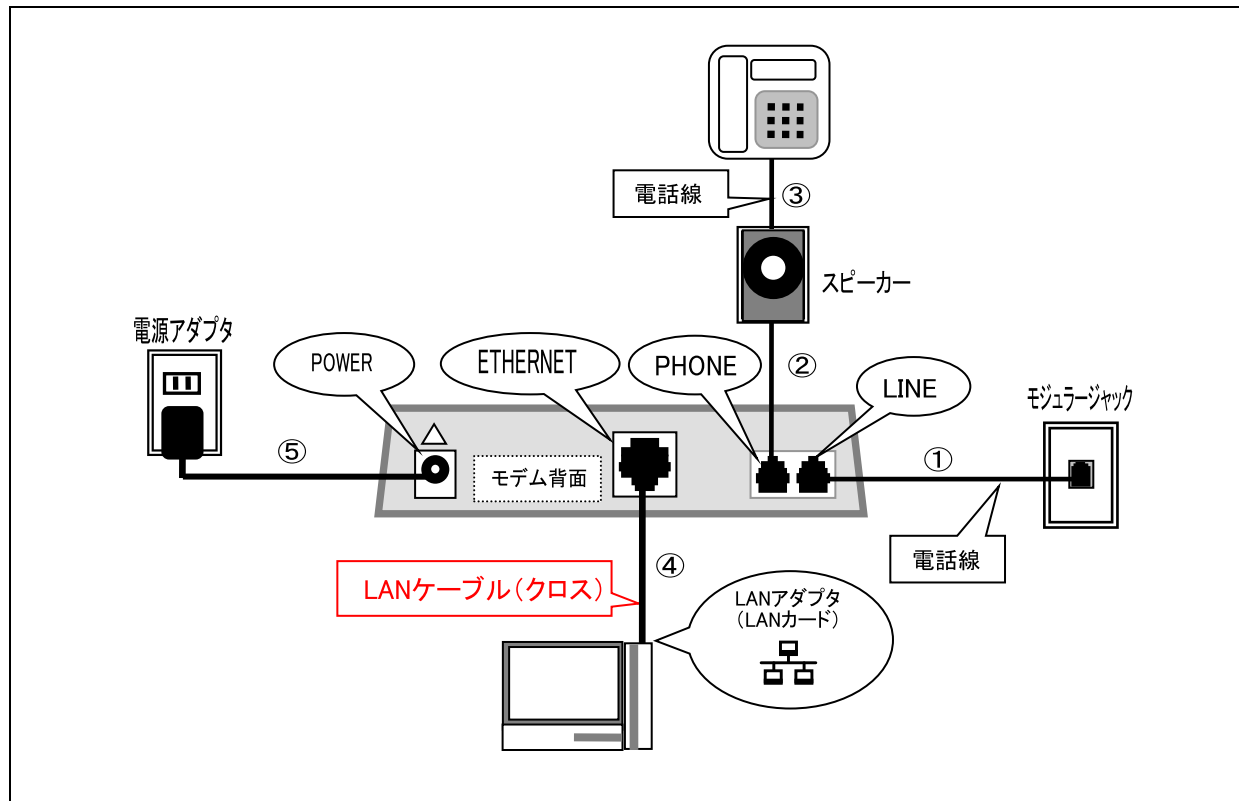 電話線
③
スピーカー
電源アダプタ
POWER
ETHERNET
PHONE
②
LINE
モジュラージャック
⑤
モデム背面
①
電話線
LANケーブル(クロス)
④
LANアダプタ
(LANカード)